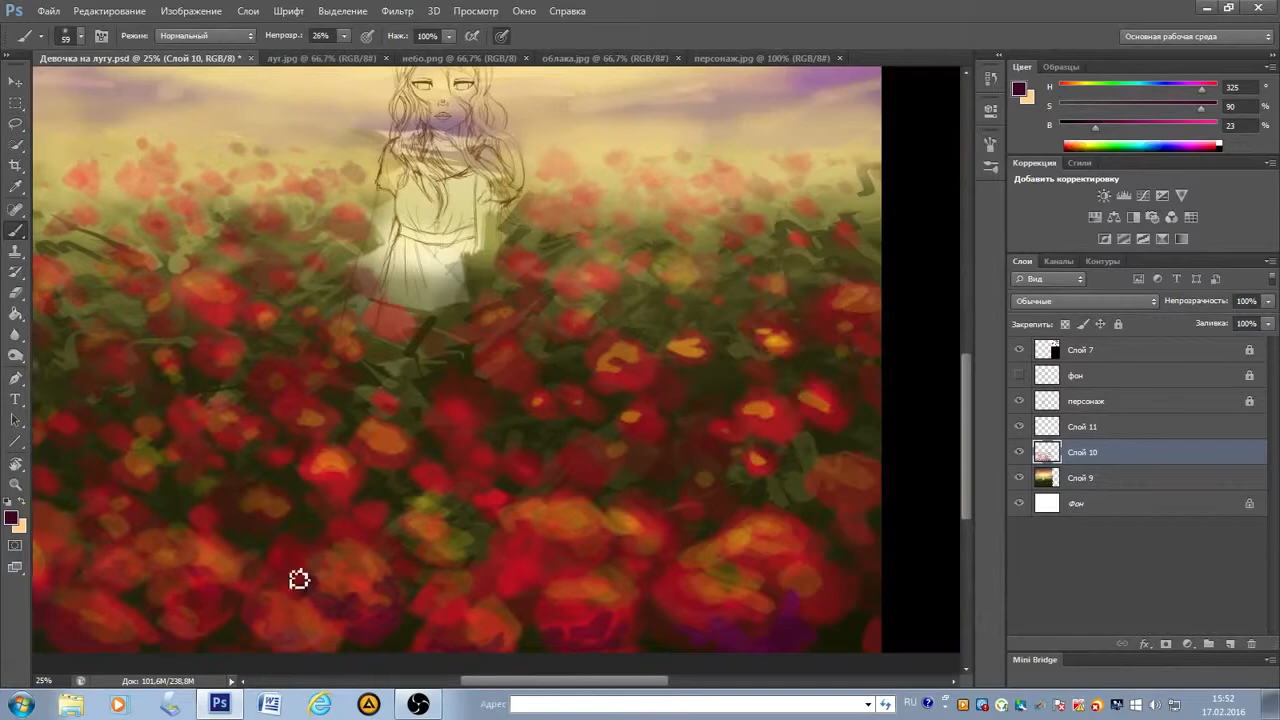 Ps Файл Редактирование Изображение Слои Шрифт Выделение Фильтр 3D Просмотр Окно Справка
59 Режим: Нормальный Непрозр.: 26% Наж.: 100% Основная рабочая среда
Девочка на лугу.psd @ 25% (Слой 10, RGB/8) * × луг.jpg @ 66,7% (RGB/8#) × небо.png @ 66,7% (RGB/8#) × облака.jpg @ 66,7% (RGB/8#) × персонаж.jpg @ 100% (RGB/8#) ×
Цвет Образцы
H 325 °
S 90 %
B 23 %
Коррекция Стили
Добавить корректировку
Слои Каналы Контуры
Вид
Обычные Непрозрачность: 100%
Закрепить: Заливка: 100%
Слой 7
фон
персонаж
Слой 11
Слой 10
Слой 9
Фон
Mini Bridge
25% Док: 101,6M/238,8M
Ps W Адрес RU 15:52
17.02.2016